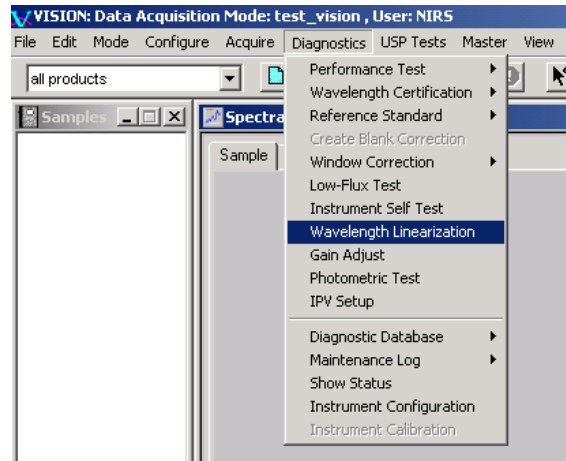 VISION: Data Acquisition Mode: test_vision , User: NIRS
File Edit Mode Configure Acquire Diagnostics USP Tests Master View
all products
Samples
Spectra
Sample
Performance Test
Wavelength Certification
Reference Standard
Create Blank Correction
Window Correction
Low-Flux Test
Instrument Self Test
Wavelength Linearization
Gain Adjust
Photometric Test
IPV Setup
Diagnostic Database
Maintenance Log
Show Status
Instrument Configuration
Instrument Calibration